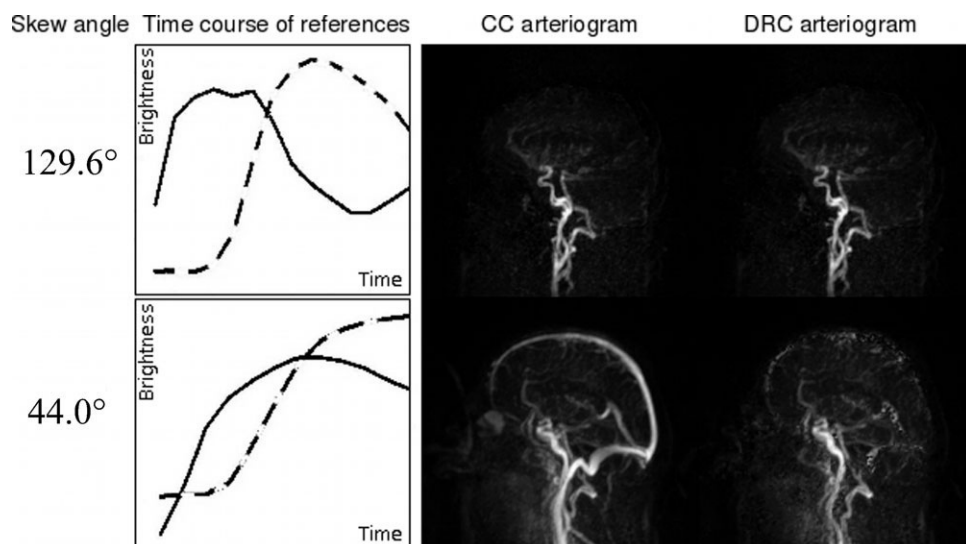 Skew angle Time course of references CC arteriogram DRC arteriogram
Brightness
129.6°
Time
Brightness
44.0°
Time